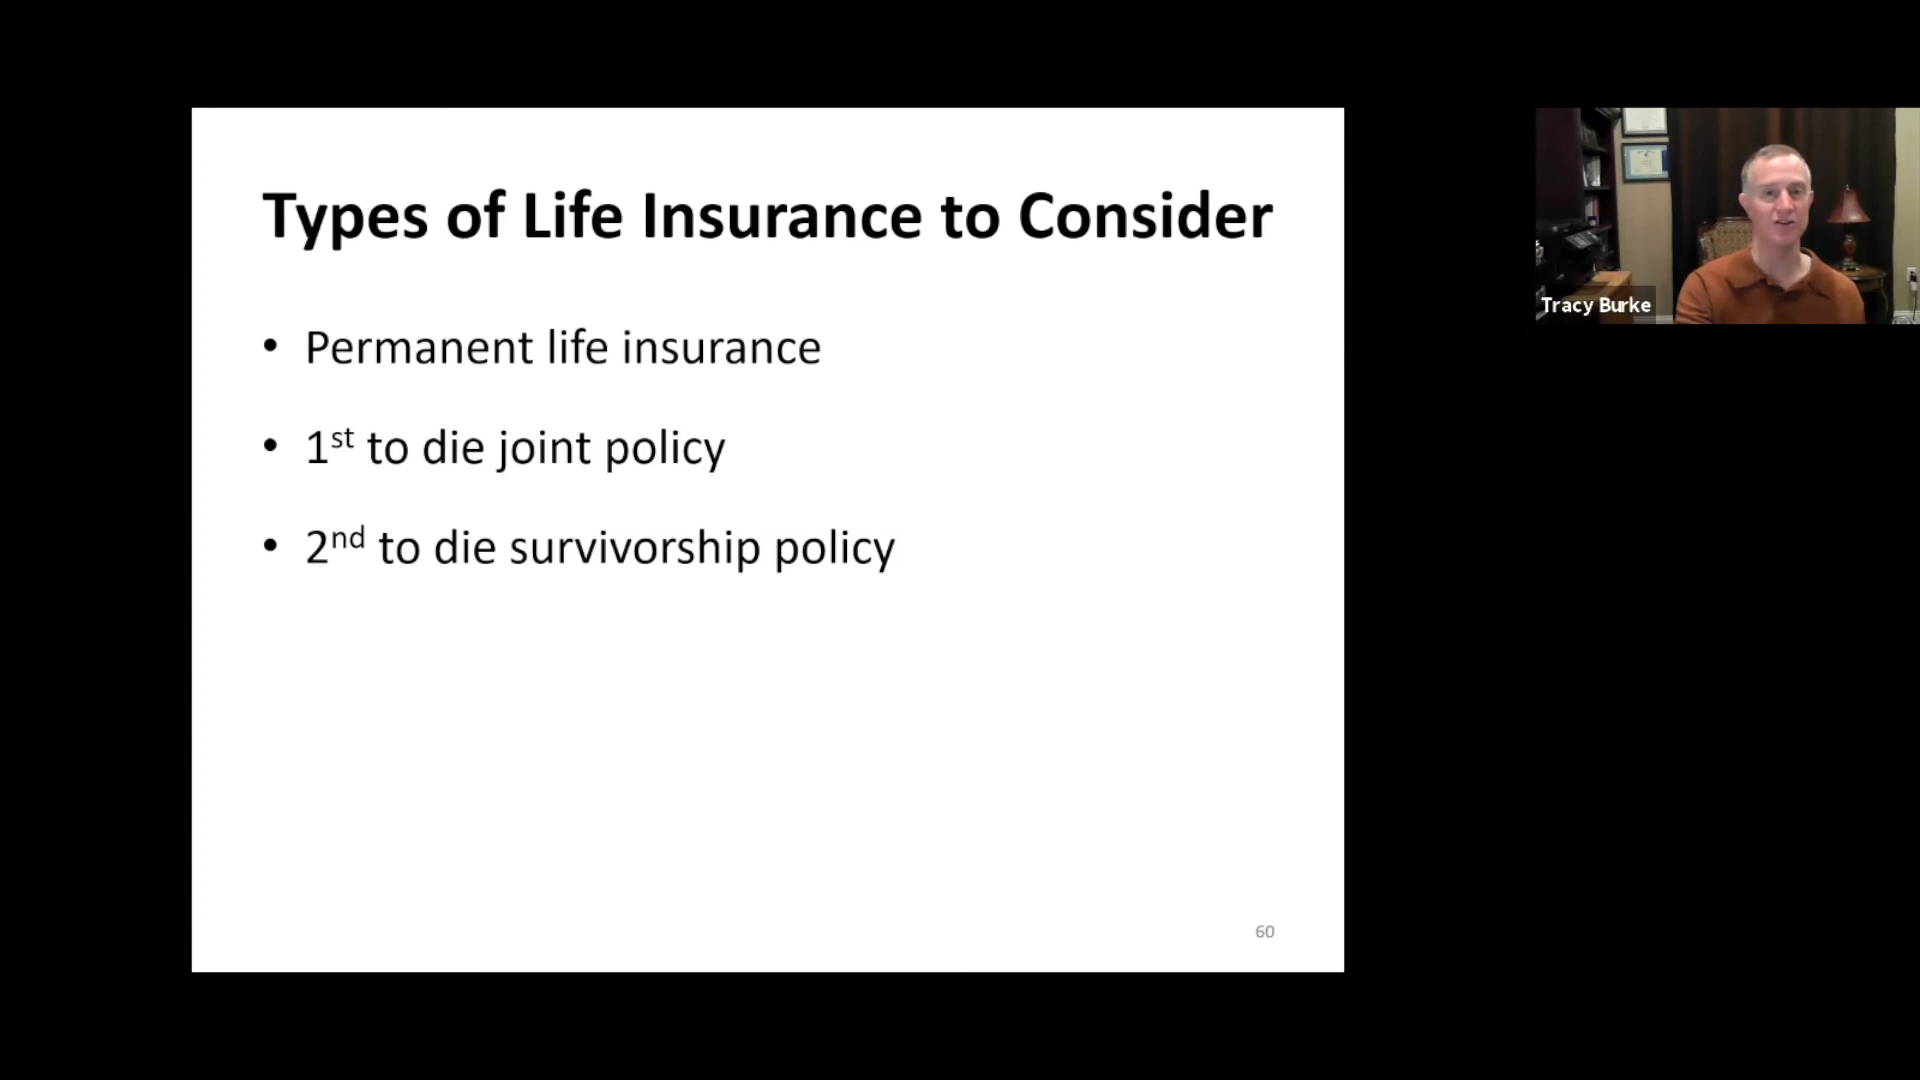 Types of Life Insurance to Consider
• Permanent life insurance
• 1st to die joint policy
• 2nd to die survivorship policy
60
Tracy Burke